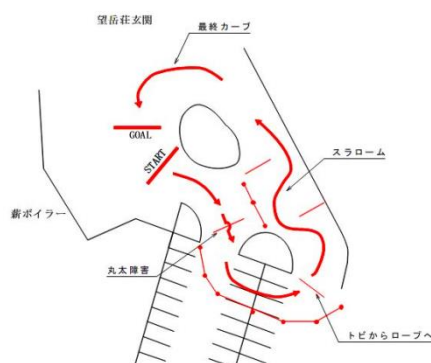 望岳荘玄関
最終カーブ
GOAL
START
スラローム
薪ボイラー
丸太障害
トビからロープへ